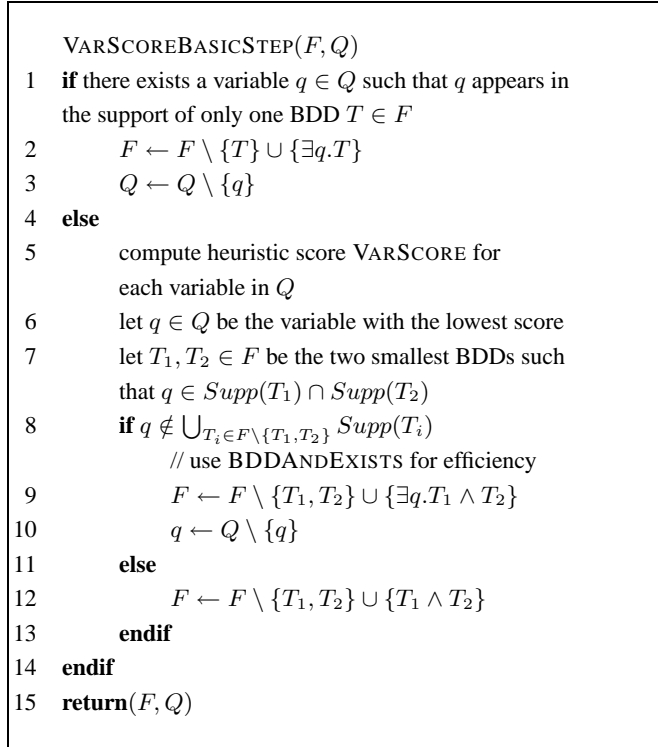 VARSCOREBASICSTEP(F, Q)
1 if there exists a variable q ∈ Q such that q appears in
the support of only one BDD T ∈ F
2 F ← F \ {T} ∪ {∃q.T}
3 Q ← Q \ {q}
4 else
5 compute heuristic score VARSCORE for
each variable in Q
6 let q ∈ Q be the variable with the lowest score
7 let T₁, T₂ ∈ F be the two smallest BDDs such
that q ∈ Supp(T₁) ∩ Supp(T₂)
8 if q ∉ ⋃_{Tᵢ∈F\{T₁,T₂}} Supp(Tᵢ)
// use BDDANDEXISTS for efficiency
9 F ← F \ {T₁, T₂} ∪ {∃q.T₁ ∧ T₂}
10 q ← Q \ {q}
11 else
12 F ← F \ {T₁, T₂} ∪ {T₁ ∧ T₂}
13 endif
14 endif
15 return(F, Q)